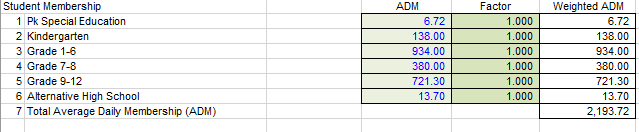 Student Membership ADM Factor Weighted ADM
1 Pk Special Education 6.72 1.000 6.72
2 Kindergarten 138.00 1.000 138.00
3 Grade 1-6 934.00 1.000 934.00
4 Grade 7-8 380.00 1.000 380.00
5 Grade 9-12 721.30 1.000 721.30
6 Alternative High School 13.70 1.000 13.70
7 Total Average Daily Membership (ADM) 2,193.72